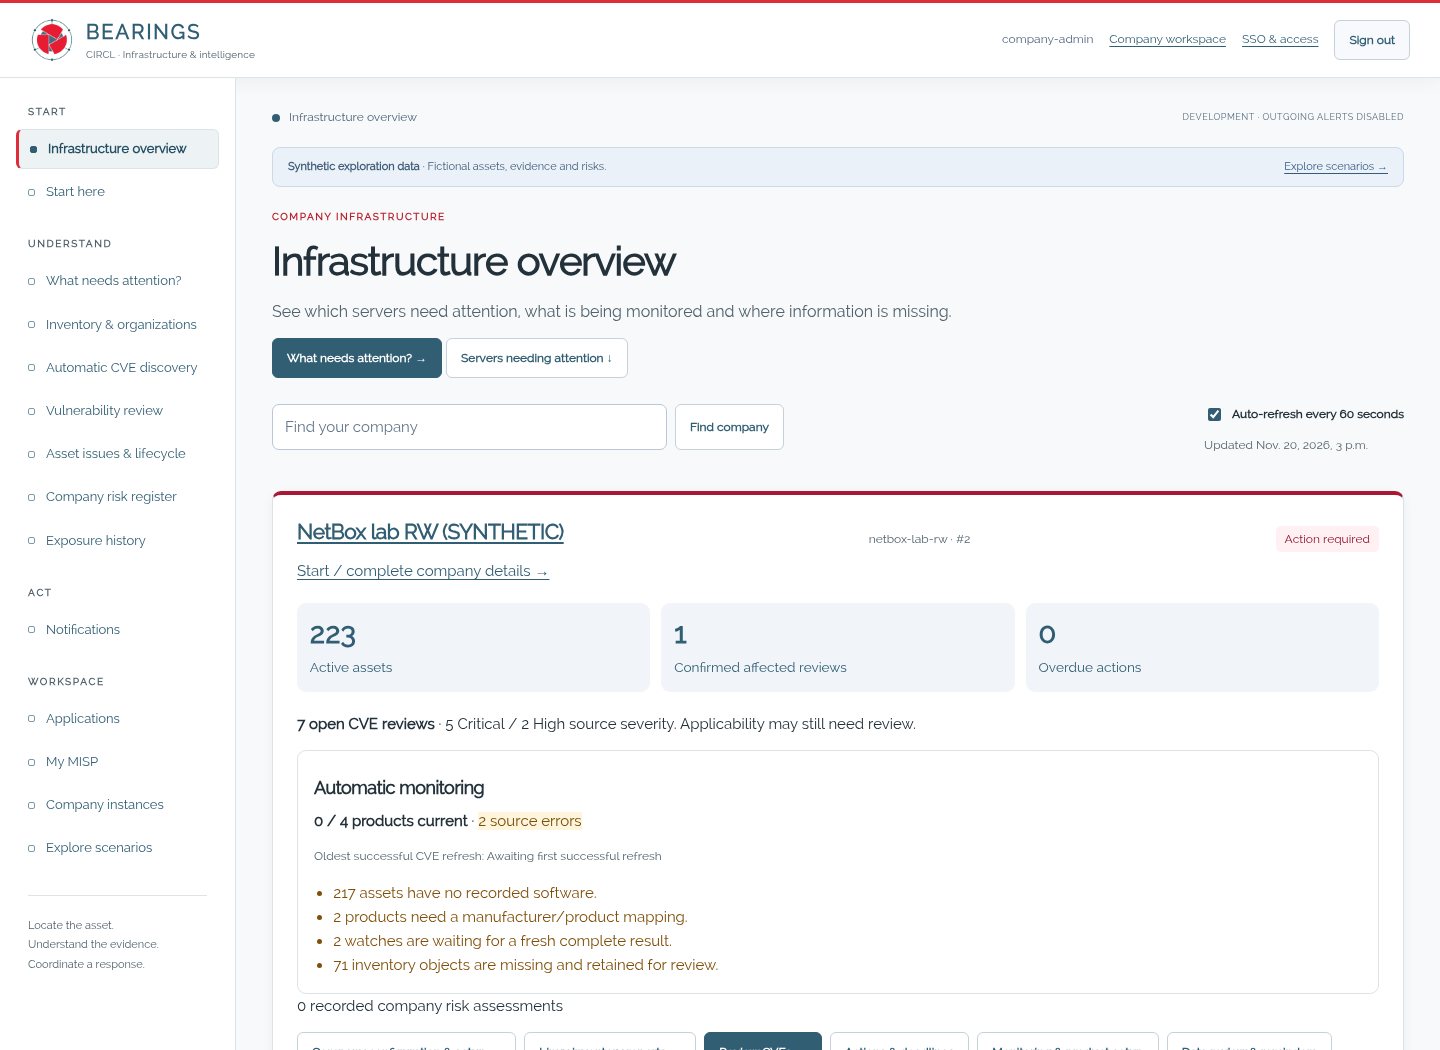 BEARINGS
CIRCL · Infrastructure & intelligence
company-admin
Company workspace
SSO & access
Sign out
START
Infrastructure overview
Start here
UNDERSTAND
What needs attention?
Inventory & organizations
Automatic CVE discovery
Vulnerability review
Asset issues & lifecycle
Company risk register
Exposure history
ACT
Notifications
WORKSPACE
Applications
My MISP
Company instances
Explore scenarios
Locate the asset.
Understand the evidence.
Coordinate a response.
Infrastructure overview
DEVELOPMENT · OUTGOING ALERTS DISABLED
Synthetic exploration data · Fictional assets, evidence and risks.
Explore scenarios →
COMPANY INFRASTRUCTURE
Infrastructure overview
See which servers need attention, what is being monitored and where information is missing.
What needs attention? →
Servers needing attention ↓
Find your company
Find company
Auto-refresh every 60 seconds
Updated Nov. 20, 2026, 3 p.m.
NetBox lab RW (SYNTHETIC)
netbox-lab-rw · #2
Action required
Start / complete company details →
223
Active assets
1
Confirmed affected reviews
0
Overdue actions
7 open CVE reviews · 5 Critical / 2 High source severity. Applicability may still need review.
Automatic monitoring
0 / 4 products current · 2 source errors
Oldest successful CVE refresh: Awaiting first successful refresh
217 assets have no recorded software.
2 products need a manufacturer/product mapping.
2 watches are waiting for a fresh complete result.
71 inventory objects are missing and retained for review.
0 recorded company risk assessments